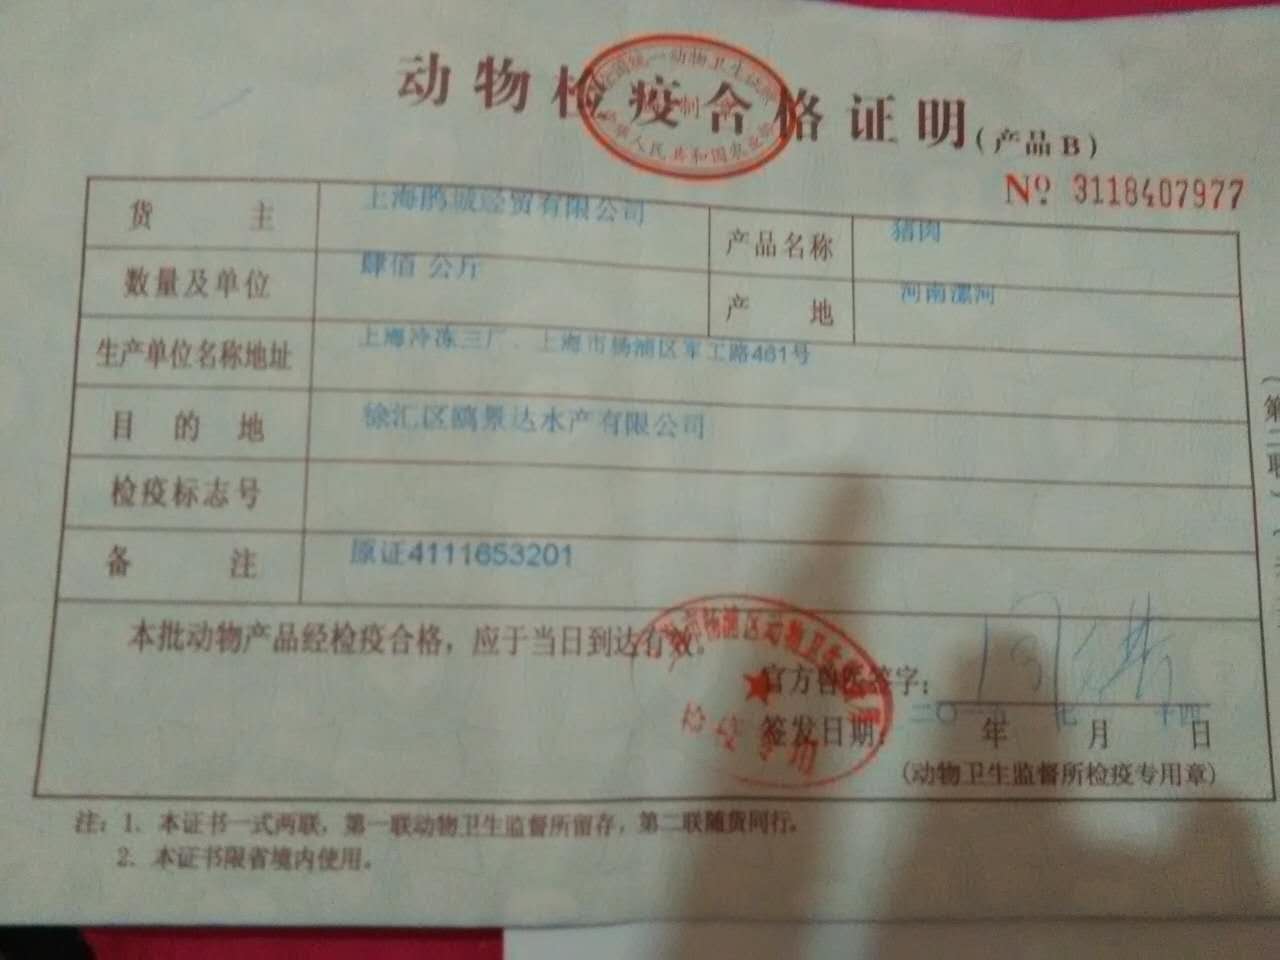 动物检疫合格证明(产品B)
№ 3118407977
货主 上海鹏城经贸有限公司 产品名称 猪肉
数量及单位 肆佰 公斤 产地 河南漯河
生产单位名称地址 上海冷冻三厂、上海市杨浦区军工路461号
目的地 徐汇区鸥景达水产有限公司
检疫标志号
备注 原证4111653201
本批动物产品经检疫合格，应于当日到达有效。
官方兽医签字：
签发日期： 年 七月 十四日
(动物卫生监督所检疫专用章)
注：1. 本证书一式两联，第一联动物卫生监督所留存，第二联随货同行。
2. 本证书限省境内使用。